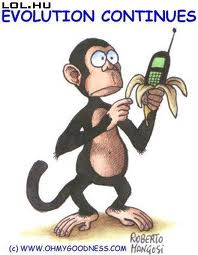 LOL.HU
EVOLUTION CONTINUES
ROBERTO
MANGOSI
(c) WWW.OHMYGOODNESS.COM